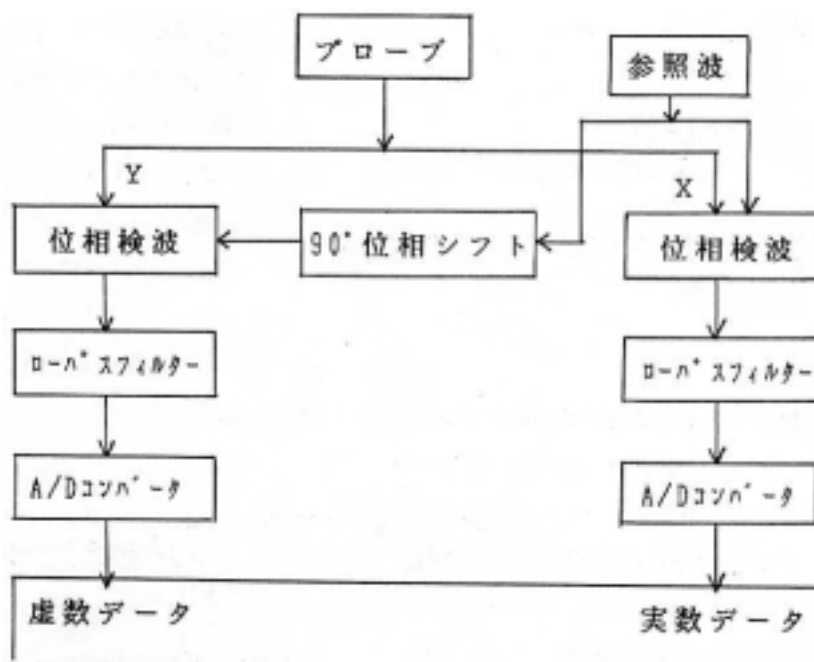 プローブ
参照波
Y
X
位相検波
90°位相シフト
位相検波
ローパスフィルター
ローパスフィルター
A/Dコンバータ
A/Dコンバータ
虚数データ
実数データ